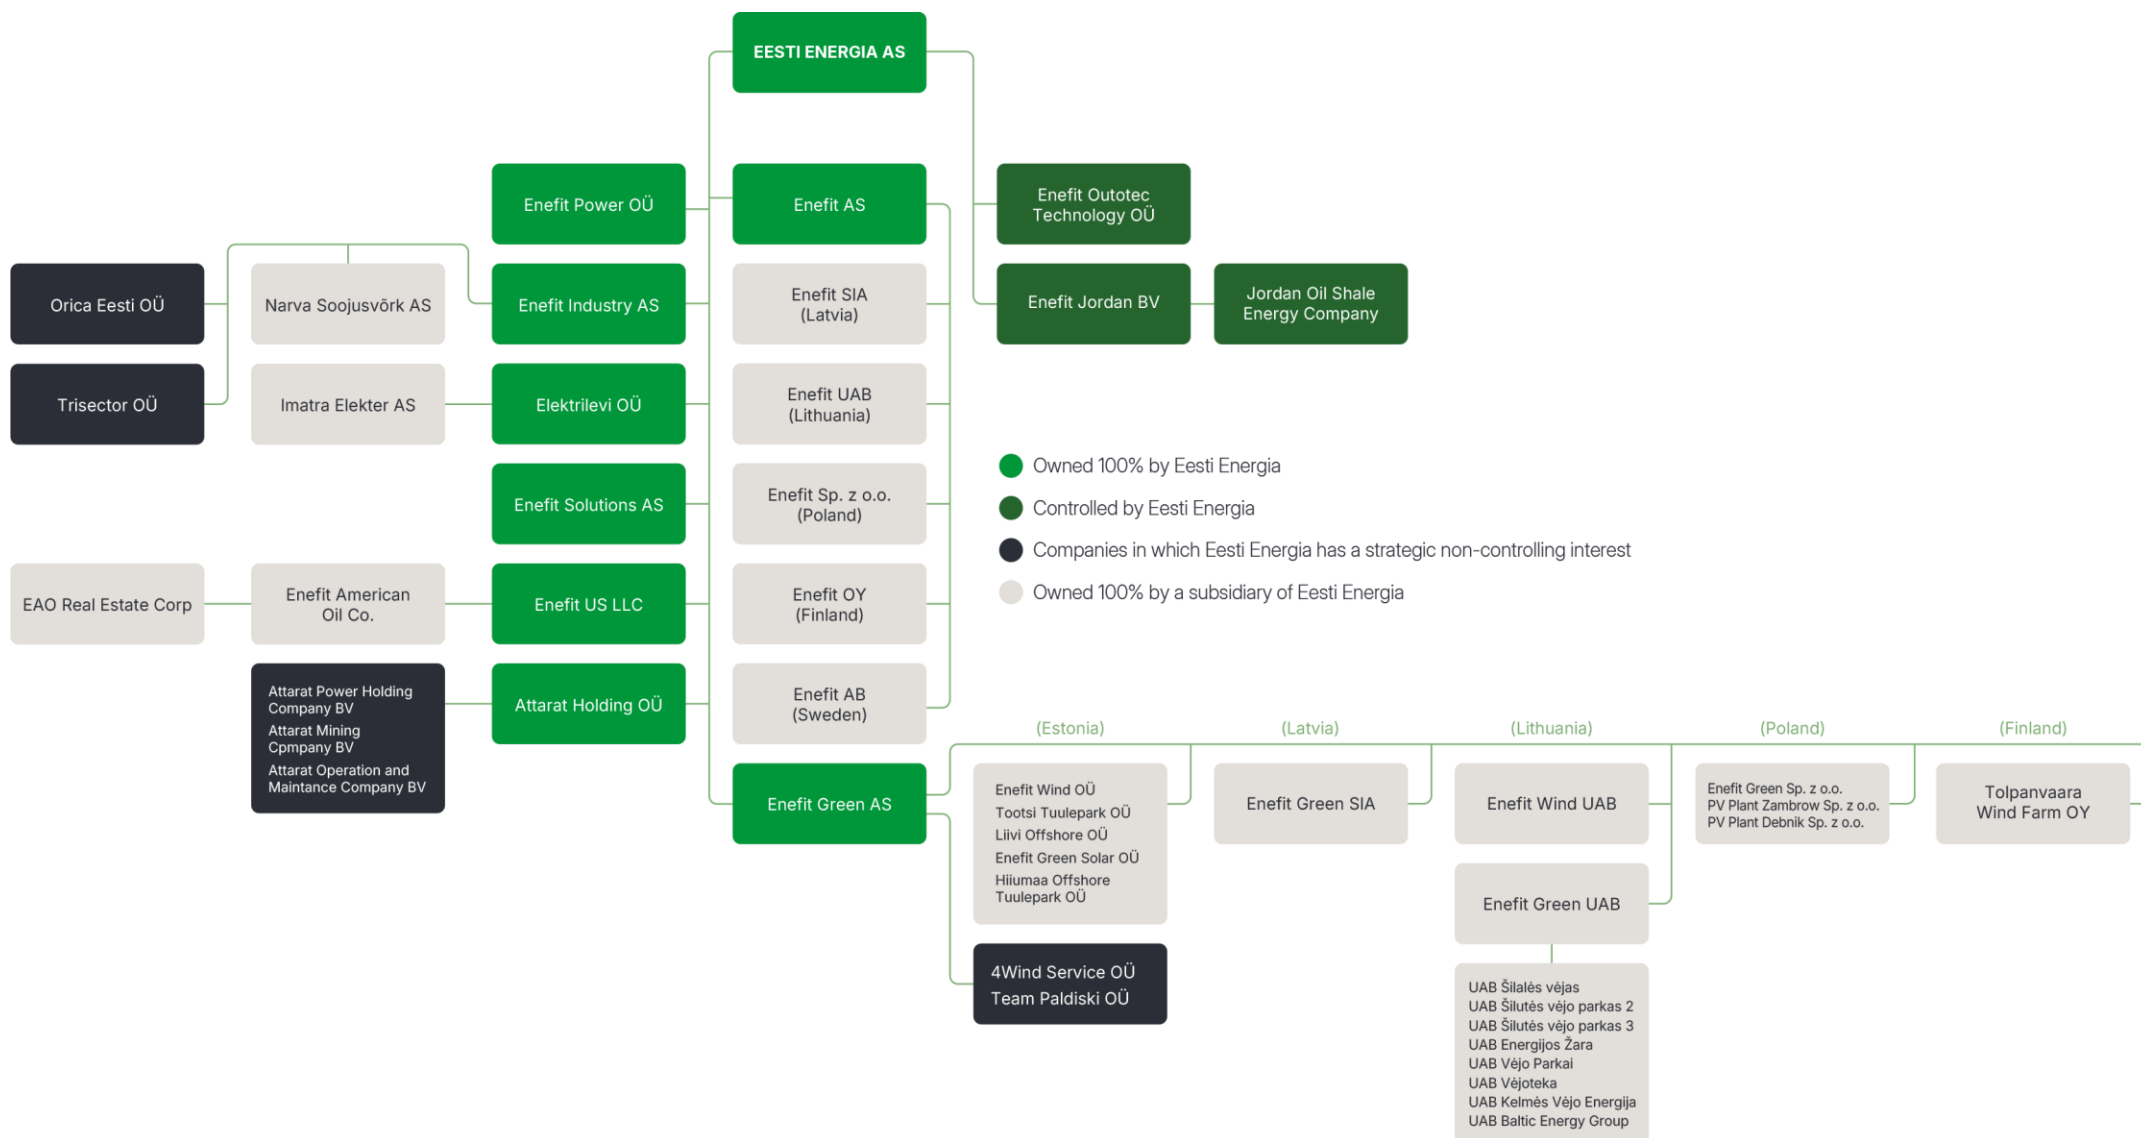 EESTI ENERGIA AS
Enefit Power OÜ
Enefit AS
Enefit Outotec
Technology OÜ
Orica Eesti OÜ
Narva Soojusvõrk AS
Enefit Industry AS
Enefit SIA
(Latvia)
Enefit Jordan BV
Jordan Oil Shale
Energy Company
Trisector OÜ
Imatra Elekter AS
Elektrilevi OÜ
Enefit UAB
(Lithuania)
Enefit Solutions AS
Enefit Sp. z o.o.
(Poland)
Owned 100% by Eesti Energia
Controlled by Eesti Energia
Companies in which Eesti Energia has a strategic non-controlling interest
Owned 100% by a subsidiary of Eesti Energia
EAO Real Estate Corp
Enefit American
Oil Co.
Enefit US LLC
Enefit OY
(Finland)
Attarat Power Holding
Company BV
Attarat Mining
Cpmpany BV
Attarat Operation and
Maintance Company BV
Attarat Holding OÜ
Enefit AB
(Sweden)
Enefit Green AS
(Estonia)
(Latvia)
(Lithuania)
(Poland)
(Finland)
Enefit Wind OÜ
Tootsi Tuulepark OÜ
Liivi Offshore OÜ
Enefit Green Solar OÜ
Hiiumaa Offshore
Tuulepark OÜ
Enefit Green SIA
Enefit Wind UAB
Enefit Green Sp. z o.o.
PV Plant Zambrow Sp. z o.o.
PV Plant Debnik Sp. z o.o.
Tolpanvaara
Wind Farm OY
Enefit Green UAB
4Wind Service OÜ
Team Paldiski OÜ
UAB Šilalės vėjas
UAB Šilutės vėjo parkas 2
UAB Šilutės vėjo parkas 3
UAB Energijos Žara
UAB Vėjo Parkai
UAB Vėjoteka
UAB Kelmės Vėjo Energija
UAB Baltic Energy Group